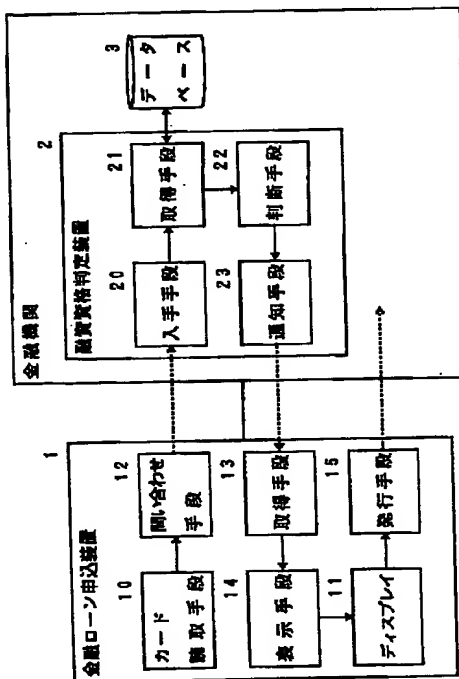 金融機関
2
融資資格判定装置
20
入手手段
21
取得手段
3
データ
ベース
22
判断手段
23
通知手段
1
金融ローン申込装置
10
カード
読取手段
12
問い合わせ
手段
13
取得手段
14
表示手段
11
ディスプレイ
15
発行手段